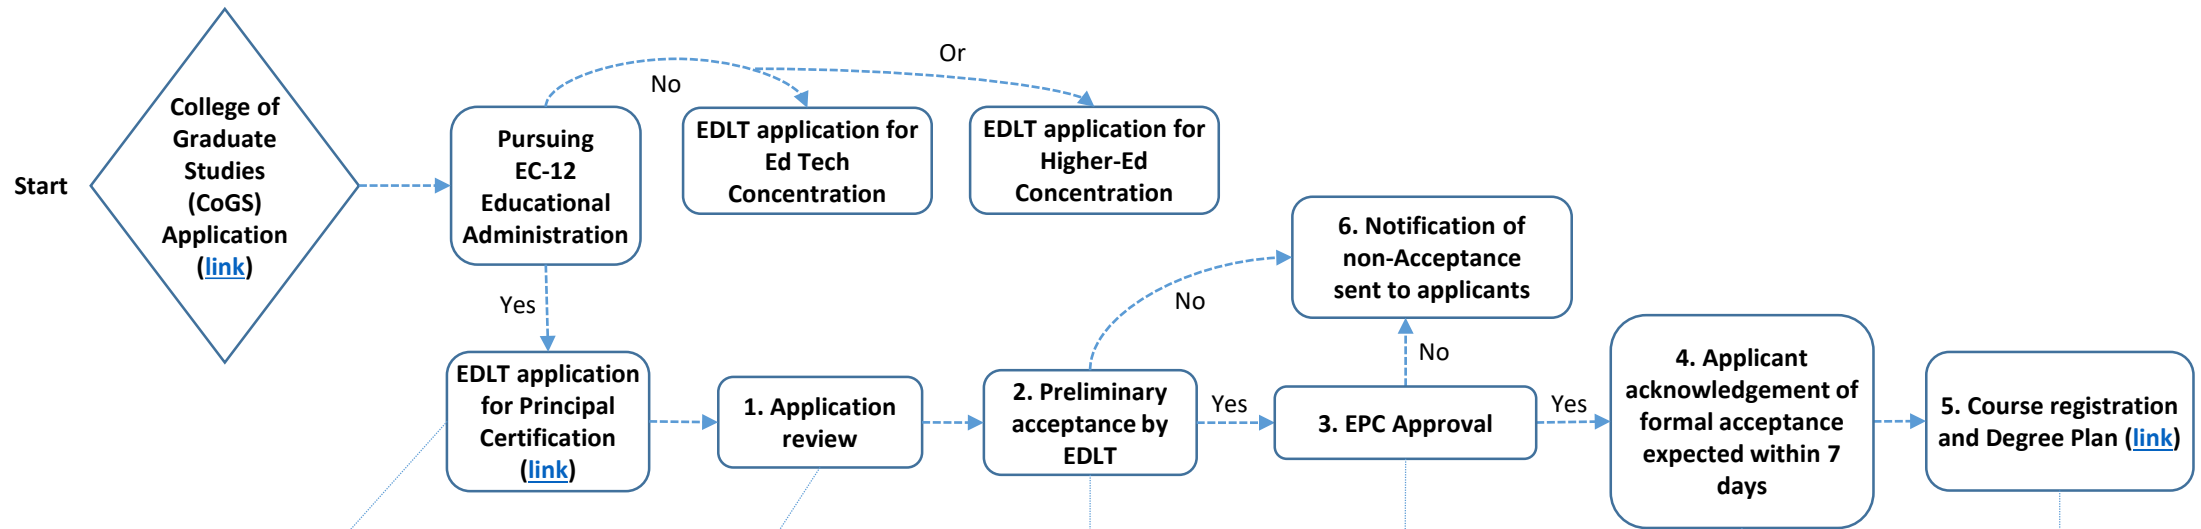 Start
College of
Graduate
Studies
(CoGS)
Application
(link)
Pursuing
EC-12
Educational
Administration
No
Or
EDLT application for
Ed Tech
Concentration
EDLT application for
Higher-Ed
Concentration
Yes
EDLT application
for Principal
Certification
(link)
1. Application
review
2. Preliminary
acceptance by
EDLT
No
Yes
6. Notification of
non-Acceptance
sent to applicants
No
3. EPC Approval
Yes
4. Applicant
acknowledgement of
formal acceptance
expected within 7
days
5. Course registration
and Degree Plan (link)